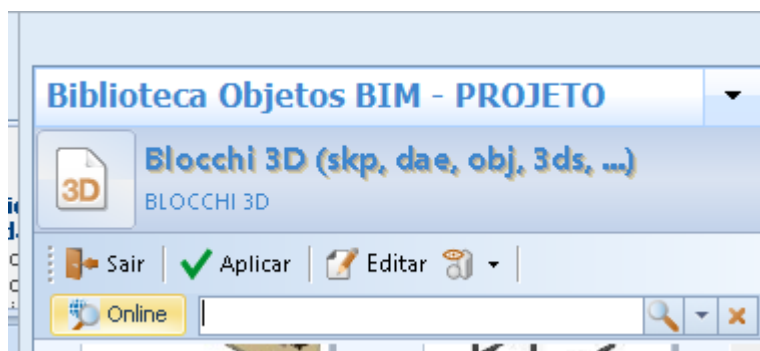 Biblioteca Objetos BIM - PROJETO
Blocchi 3D (skp, dae, obj, 3ds, ...)
3D
BLOCCHI 3D
Sair Aplicar Editar
Online